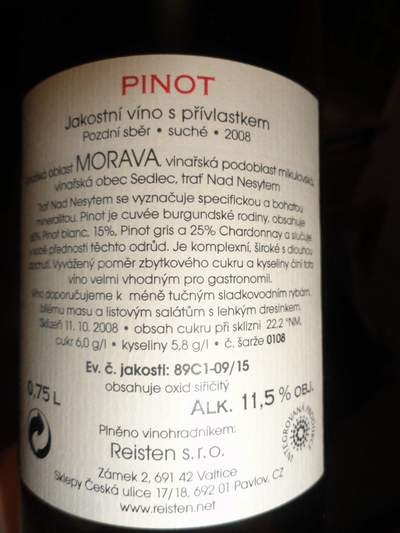 PINOT
Jakostní víno s přívlastkem
Pozdní sběr • suché • 2008
oblast MORAVA, vinařská podoblast mikulovská,
vinařská obec Sedlec, trať Nad Nesytem
Trať Nad Nesytem se vyznačuje specifickou a bohatou
mineralitou. Pinot je cuvée burgundské rodiny, obsahuje
Pinot blanc, 15% Pinot gris a 25% Chardonnay a slučuje
v sobě přednosti těchto odrůd. Je komplexní, široké s dlouhou
Vyvážený poměr zbytkového cukru a kyseliny činí toto
víno velmi vhodným pro gastronomii.
Víno doporučujeme k méně tučným sladkovodním rybám,
bílému masu a listovým salátům s lehkým dresinkem.
Sklizeň 11. 10. 2008 • obsah cukru při sklizni 22,2 °NM,
cukr 6,0 g/l • kyseliny 5,8 g/l • č. šarže 0108
Ev. č. jakosti: 89C1-09/15
obsahuje oxid siřičitý
0,75 L
ALK. 11,5 % OBJ.
Plněno vinohradníkem:
Reisten s.r.o.
Zámek 2, 691 42 Valtice
Sklepy Česká ulice 17/18, 692 01 Pavlov, CZ
www.reisten.net